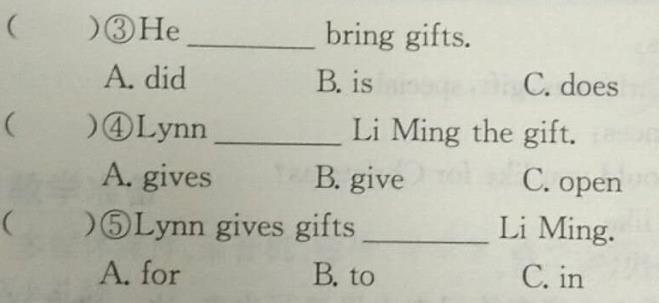 (    )③He ________ bring gifts.
A. did    B. is    C. does
(    )④Lynn ________ Li Ming the gift.
A. gives    B. give    C. open
(    )⑤Lynn gives gifts ________ Li Ming.
A. for    B. to    C. in